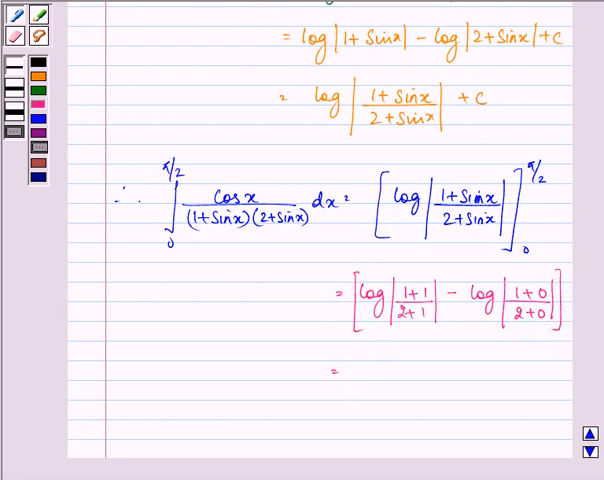 = log|1+Sinx| - log|2+Sinx|+c
= log |(1+Sinx)/(2+Sinx)| + c
∴ ∫₀^(π/2) Cosx/((1+Sinx)(2+Sinx)) dx = [log |(1+Sinx)/(2+Sinx)|]₀^(π/2)
= [log |(1+1)/(2+1)| - log |(1+0)/(2+0)|]
=